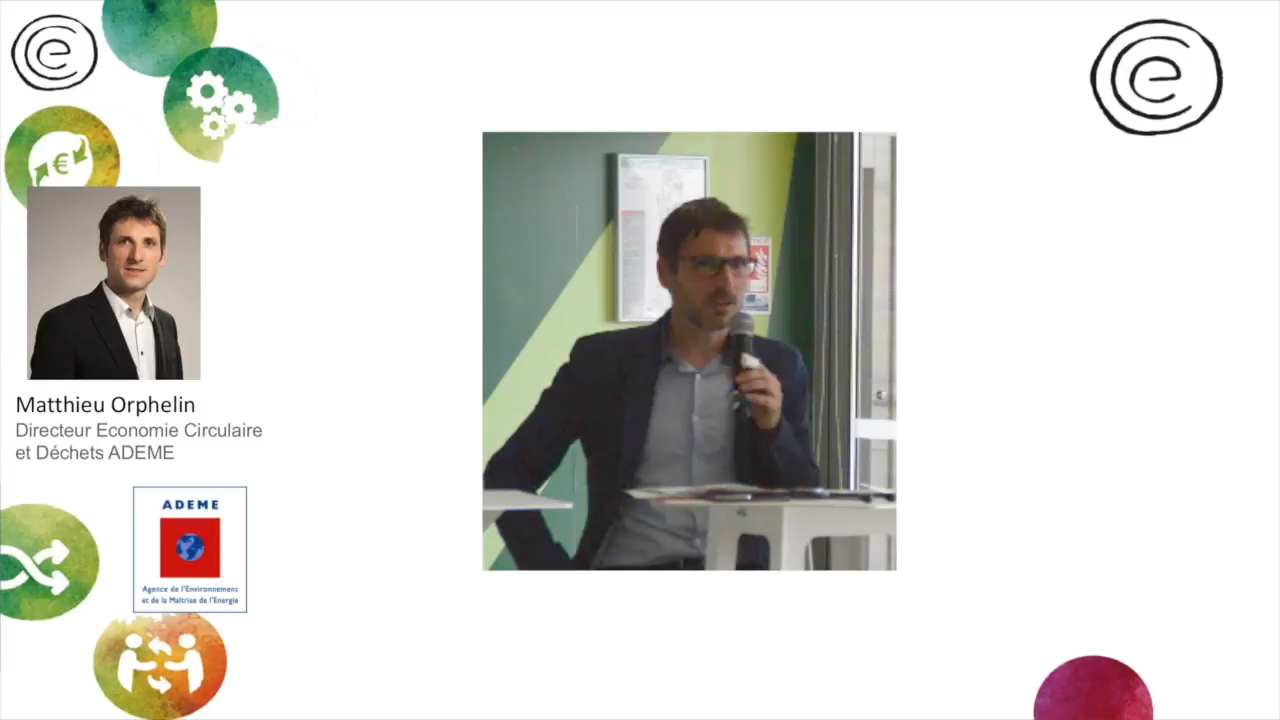 e
e
€
Matthieu Orphelin
Directeur Economie Circulaire
et Déchets ADEME
ADEME
Agence de l'Environnement
et de la Maîtrise de l'Energie